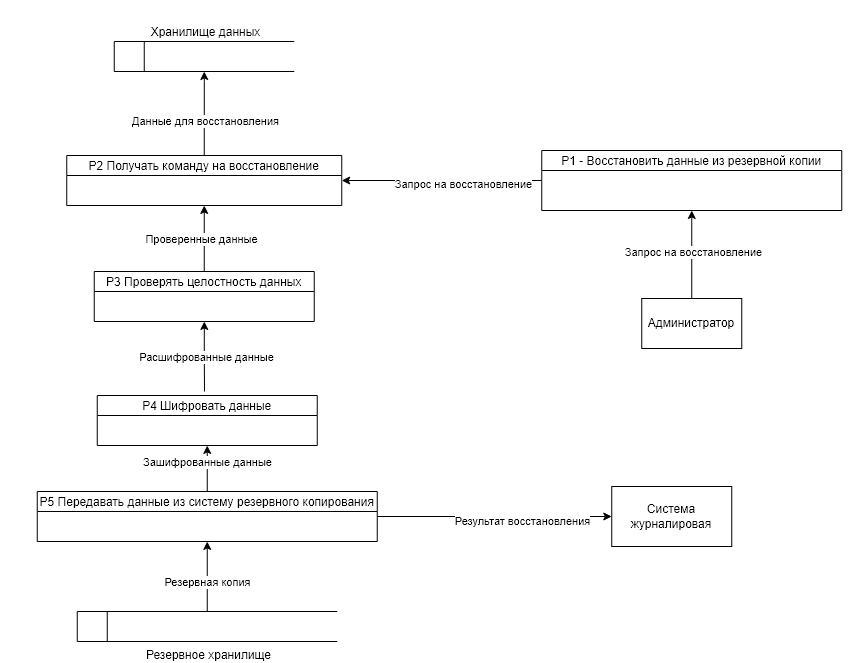 Хранилище данных
Данные для восстановления
P2 Получать команду на восстановление
P1 - Восстановить данные из резервной копии
Запрос на восстановление
Проверенные данные
Запрос на восстановление
P3 Проверять целостность данных
Администратор
Расшифрованные данные
P4 Шифровать данные
Зашифрованные данные
P5 Передавать данные из систему резервного копирования
Система
журналировая
Результат восстановления
Резервная копия
Резервное хранилище